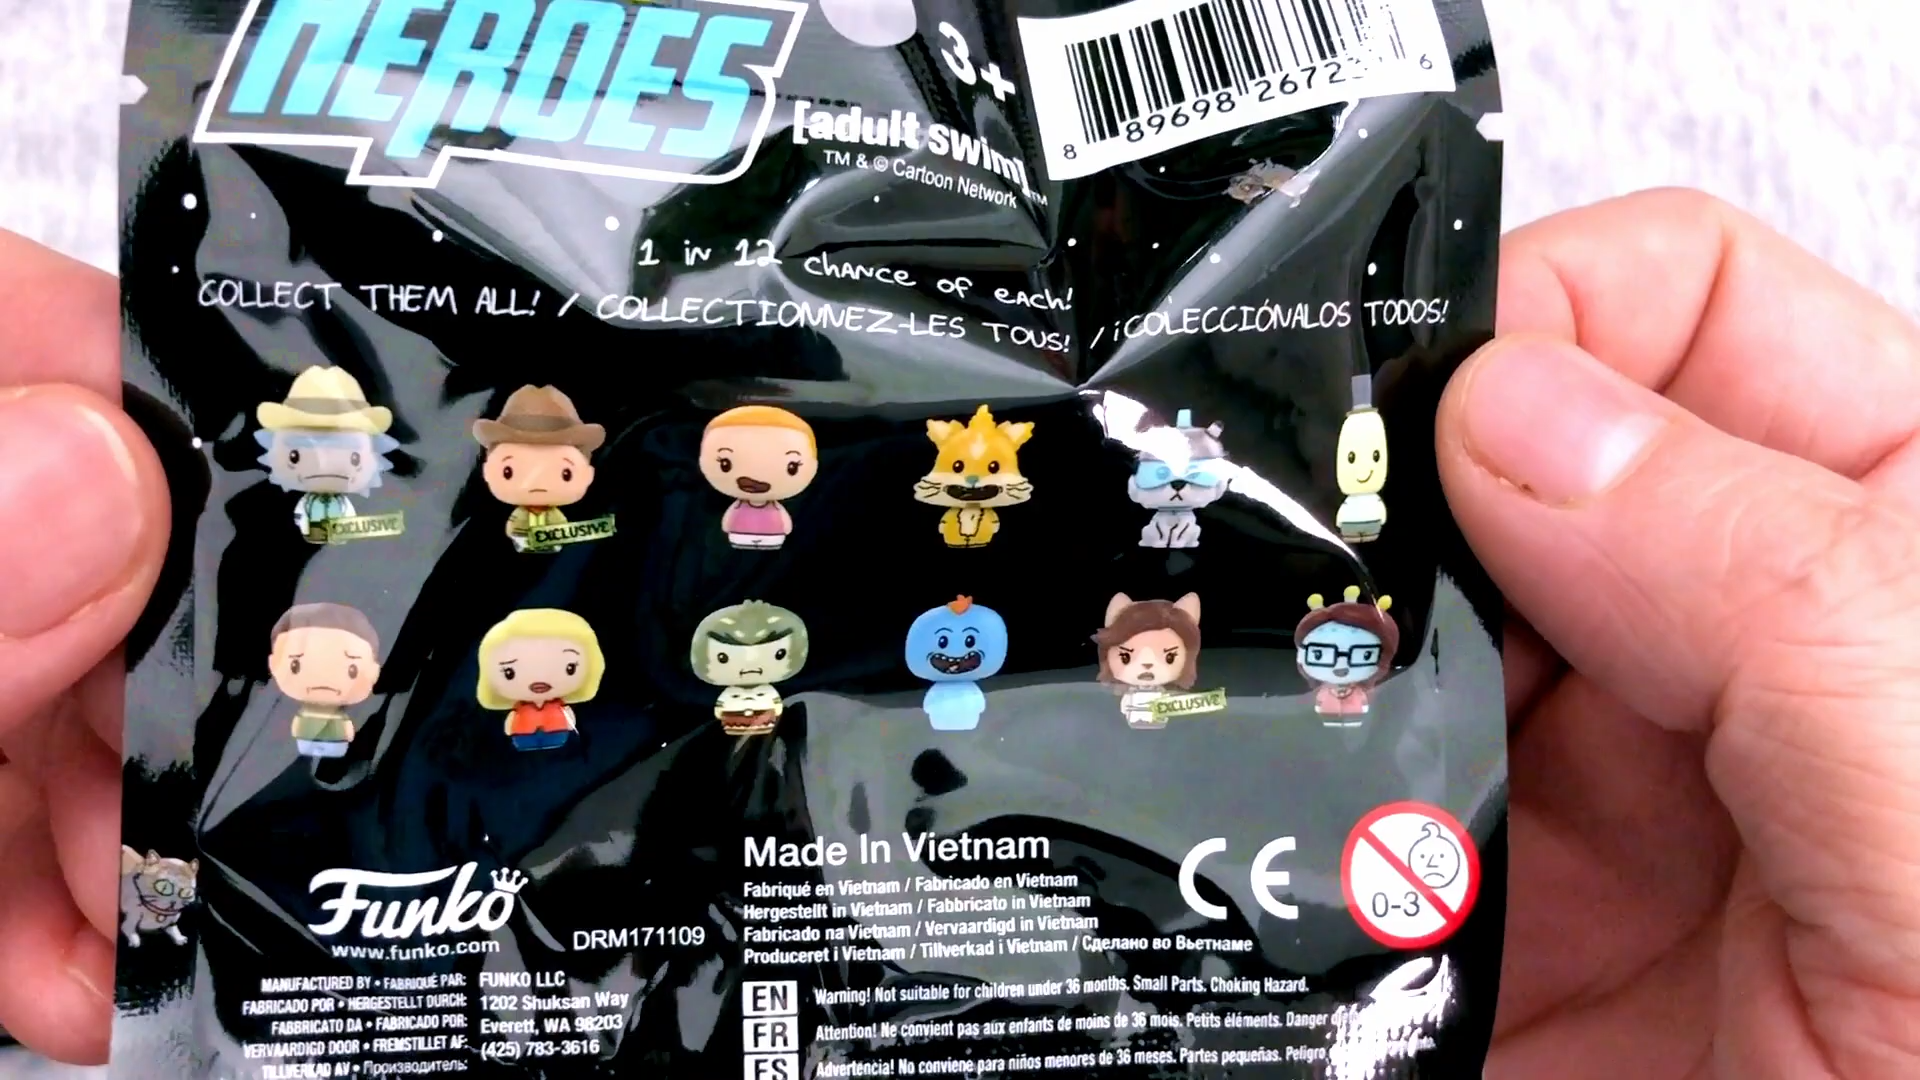 HEROES
3+
[adult swim]
TM & © Cartoon Network
8 89698 2672 6
1 in 12 chance of each!
COLLECT THEM ALL! / COLLECTIONNEZ-LES TOUS! / ¡COLECCIÓNALOS TODOS!
EXCLUSIVE
EXCLUSIVE
EXCLUSIVE
Funko
www.funko.com
DRM171109
MANUFACTURED BY • FABRIQUÉ PAR:
FABRICADO POR • HERGESTELLT DURCH:
FABBRICATO DA • FABRICADO POR:
VERVAARDIGD DOOR • FREMSTILLET AF:
TILLVERKAD AV • Производитель:
FUNKO LLC
1202 Shuksan Way
Everett, WA 98203
(425) 783-3616
Made In Vietnam
Fabriqué en Vietnam / Fabricado en Vietnam
Hergestellt in Vietnam / Fabbricato in Vietnam
Fabricado na Vietnam / Vervaardigd in Vietnam
Produceret i Vietnam / Tillverkad i Vietnam / Сделано во Вьетнаме
CE
0-3
EN Warning! Not suitable for children under 36 months. Small Parts. Choking Hazard.
FR Attention! Ne convient pas aux enfants de moins de 36 mois. Petits éléments. Danger
ES Advertencia! No conviene para niños menores de 36 meses. Partes pequeñas. Peligro